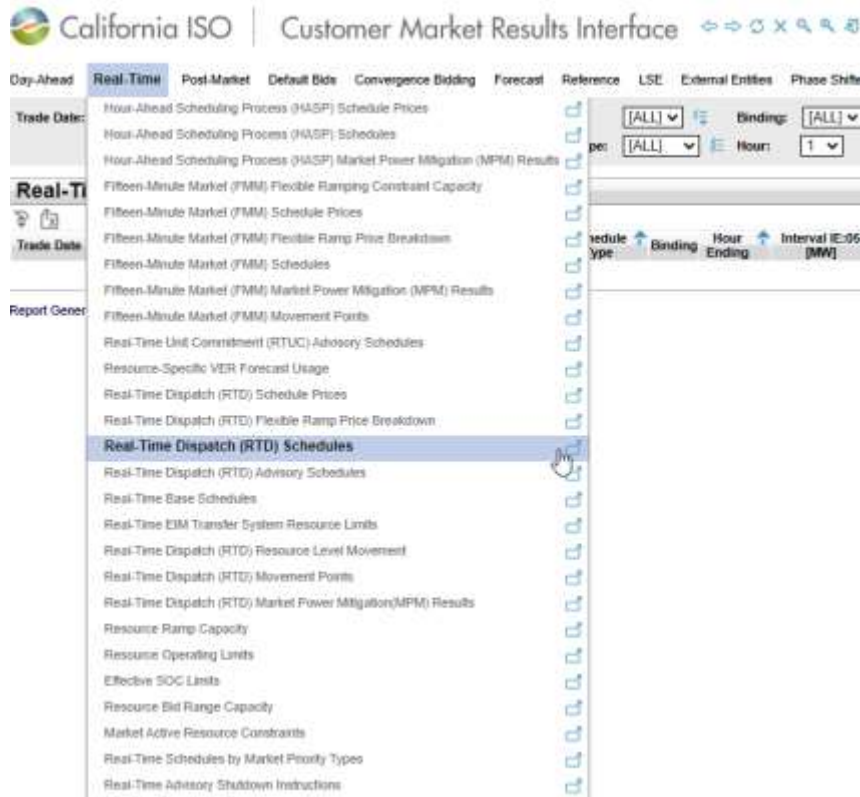 California ISO | Customer Market Results Interface
Day-Ahead Real-Time Post-Market Default Bids Convergence Bidding Forecast Reference LSE External Entities Phase Shifte
Trade Date: [ALL] Binding: [ALL]
pe: [ALL] Hour: 1
Real-Ti
Trade Date hedule Type Binding Hour Ending Interval IE:05 [MW]
Report Gener
Hour-Ahead Scheduling Process (HASP) Schedule Prices
Hour-Ahead Scheduling Process (HASP) Schedules
Hour-Ahead Scheduling Process (HASP) Market Power Mitigation (MPM) Results
Fifteen-Minute Market (FMM) Flexible Ramping Constraint Capacity
Fifteen-Minute Market (FMM) Schedule Prices
Fifteen-Minute Market (FMM) Flexible Ramp Price Breakdown
Fifteen-Minute Market (FMM) Schedules
Fifteen-Minute Market (FMM) Market Power Mitigation (MPM) Results
Fifteen-Minute Market (FMM) Movement Points
Real-Time Unit Commitment (RTUC) Advisory Schedules
Resource-Specific VER Forecast Usage
Real-Time Dispatch (RTD) Schedule Prices
Real-Time Dispatch (RTD) Flexible Ramp Price Breakdown
Real-Time Dispatch (RTD) Schedules
Real-Time Dispatch (RTD) Advisory Schedules
Real-Time Base Schedules
Real-Time EIM Transfer System Resource Limits
Real-Time Dispatch (RTD) Resource Level Movement
Real-Time Dispatch (RTD) Movement Points
Real-Time Dispatch (RTD) Market Power Mitigation(MPM) Results
Resource Ramp Capacity
Resource Operating Limits
Effective SOC Limits
Resource Bid Range Capacity
Market Active Resource Constraints
Real-Time Schedules by Market Priority Types
Real-Time Advisory Shutdown Instructions